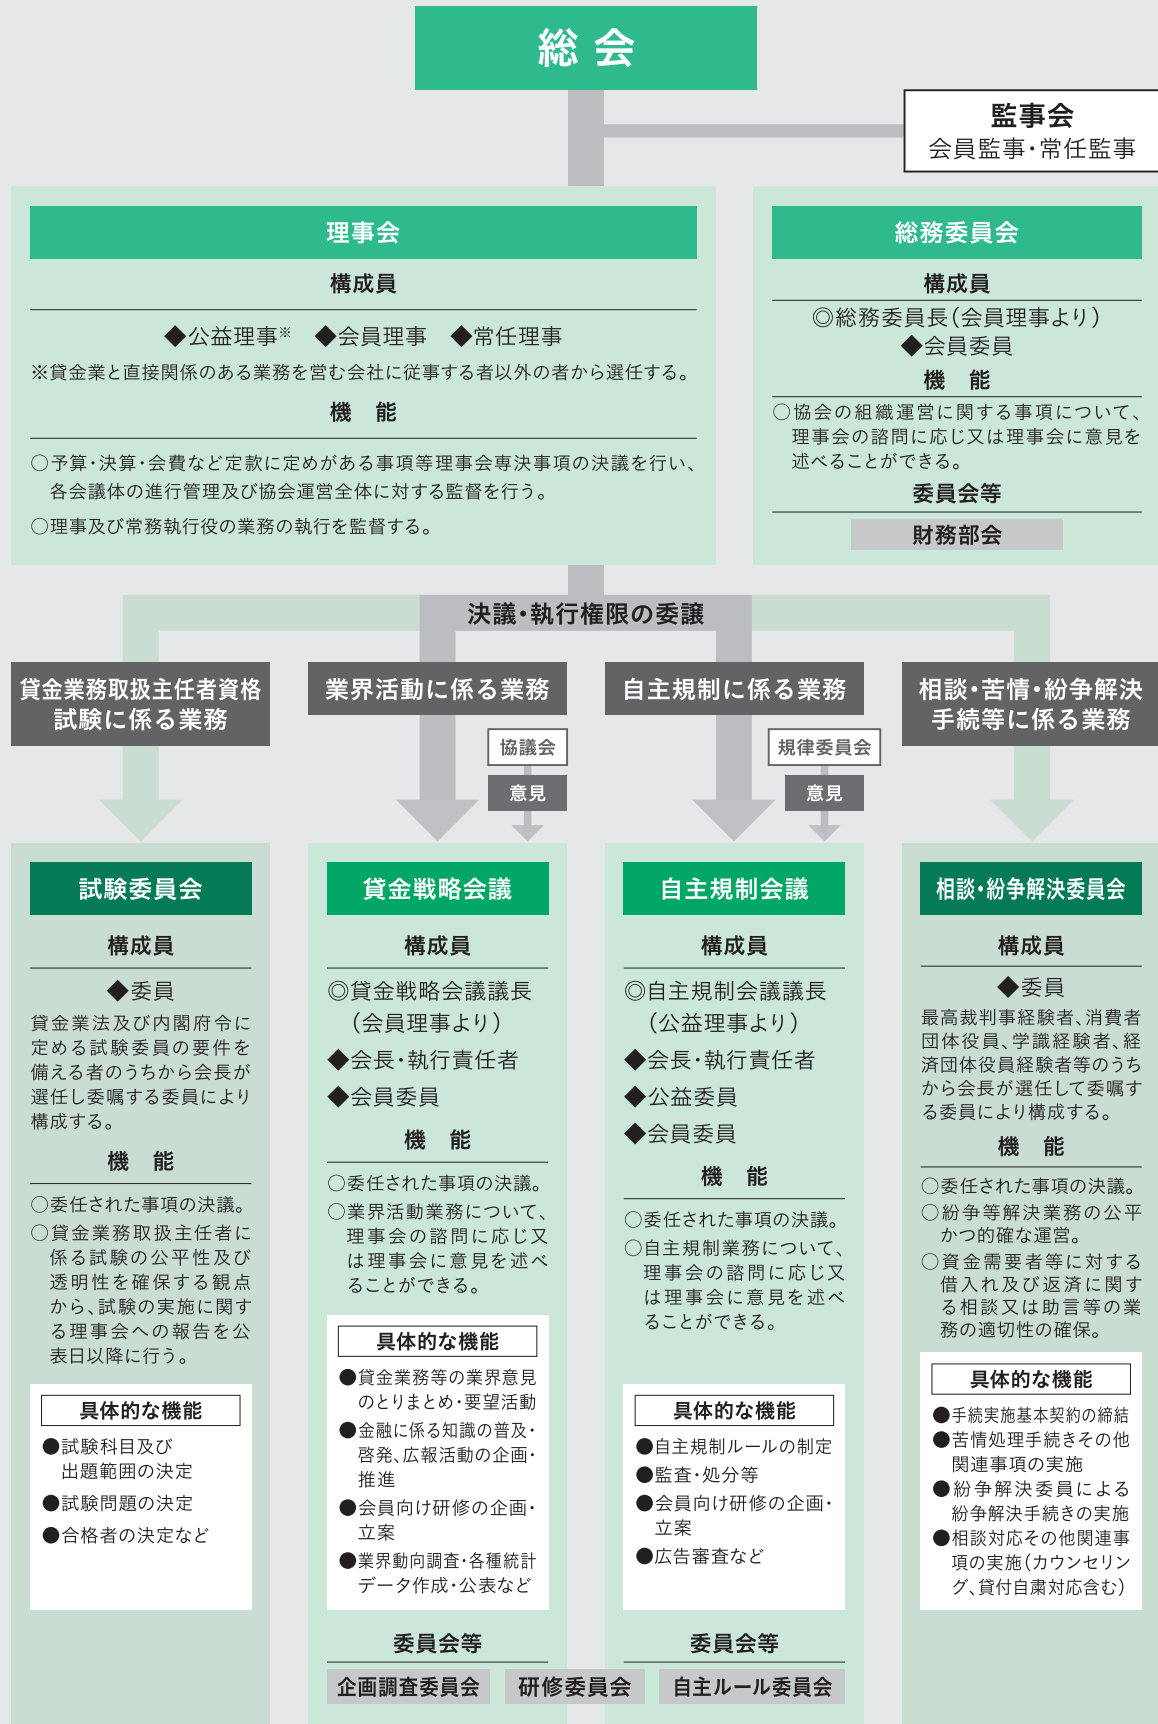 総会
監事会
会員監事・常任監事
理事会
構成員
◆公益理事※ ◆会員理事 ◆常任理事
※貸金業と直接関係のある業務を営む会社に従事する者以外の者から選任する。
機 能
○予算・決算・会費など定款に定めがある事項等理事会専決事項の決議を行い、
各会議体の進行管理及び協会運営全体に対する監督を行う。
○理事及び常務執行役の業務の執行を監督する。
総務委員会
構成員
◎総務委員長(会員理事より)
◆会員委員
機 能
○協会の組織運営に関する事項について、
理事会の諮問に応じ又は理事会に意見を
述べることができる。
委員会等
財務部会
決議・執行権限の委譲
貸金業務取扱主任者資格
試験に係る業務
業界活動に係る業務
自主規制に係る業務
相談・苦情・紛争解決
手続等に係る業務
協議会
意見
規律委員会
意見
試験委員会
構成員
◆委員
貸金業法及び内閣府令に
定める試験委員の要件を
備える者のうちから会長が
選任し委嘱する委員により
構成する。
機 能
○委任された事項の決議。
○貸金業務取扱主任者に
係る試験の公平性及び
透明性を確保する観点
から、試験の実施に関す
る理事会への報告を公
表日以降に行う。
具体的な機能
●試験科目及び
出題範囲の決定
●試験問題の決定
●合格者の決定など
貸金戦略会議
構成員
◎貸金戦略会議議長
(会員理事より)
◆会長・執行責任者
◆会員委員
機 能
○委任された事項の決議。
○業界活動業務について、
理事会の諮問に応じ又
は理事会に意見を述べ
ることができる。
具体的な機能
●貸金業務等の業界意見
のとりまとめ・要望活動
●金融に係る知識の普及・
啓発、広報活動の企画・
推進
●会員向け研修の企画・
立案
●業界動向調査・各種統計
データ作成・公表など
委員会等
企画調査委員会
研修委員会
自主規制会議
構成員
◎自主規制会議議長
(公益理事より)
◆会長・執行責任者
◆公益委員
◆会員委員
機 能
○委任された事項の決議。
○自主規制業務について、
理事会の諮問に応じ又
は理事会に意見を述べ
ることができる。
具体的な機能
●自主規制ルールの制定
●監査・処分等
●会員向け研修の企画・
立案
●広告審査など
委員会等
自主ルール委員会
相談・紛争解決委員会
構成員
◆委員
最高裁判事経験者、消費者
団体役員、学識経験者、経
済団体役員経験者等のうち
から会長が選任して委嘱す
る委員により構成する。
機 能
○委任された事項の決議。
○紛争等解決業務の公平
かつ的確な運営。
○資金需要者等に対する
借入れ及び返済に関す
る相談又は助言等の業
務の適切性の確保。
具体的な機能
●手続実施基本契約の締結
●苦情処理手続きその他
関連事項の実施
●紛争解決委員による
紛争解決手続きの実施
●相談対応その他関連事
項の実施(カウンセリン
グ、貸付自粛対応含む)